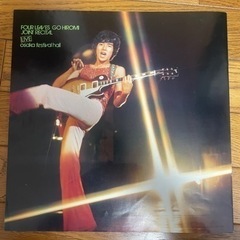 FOUR LEAVES GO HIROMI
JOINT RECITAL
LIVE
osaka festival hall